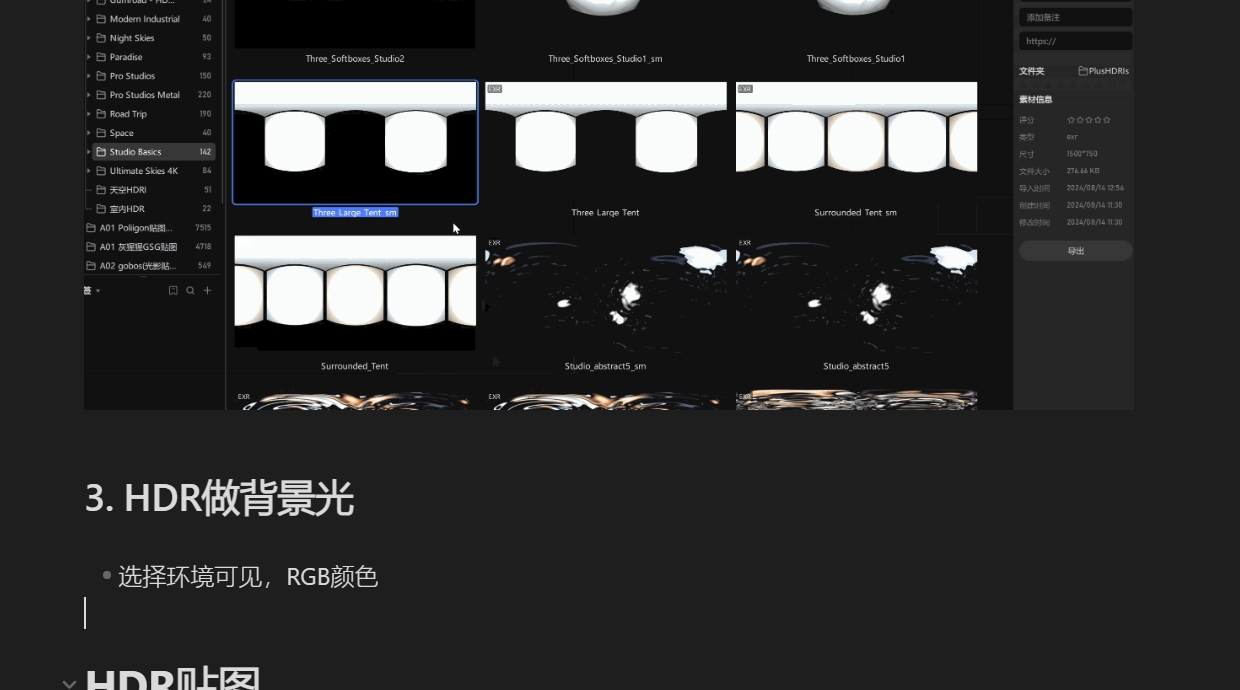 Modern Industrial 40
Night Skies 50
Paradise 93
Pro Studios 150
Pro Studios Metal 220
Road Trip 190
Space 40
Studio Basics 142
Ultimate Skies 4K 84
天空HDRI 51
室内HDR 22
A01 Poliigon贴图... 7515
A01 灰猩猩GSG贴图 4718
A02 gobos(光影贴... 549
Three_Softboxes_Studio2
Three_Softboxes_Studio1_sm
Three_Softboxes_Studio1
EXR
EXR
Three_Large_Tent_sm
Three_Large_Tent
Surrounded_Tent_sm
EXR
EXR
Surrounded_Tent
Studio_abstract5_sm
Studio_abstract5
EXR
EXR
EXR
添加备注
https://
文件夹
PlusHDRIs
素材信息
评分
类型 exr
尺寸 1500*750
文件大小 276.66 KB
导入时间 2024/08/14 12:56
创建时间 2024/08/14 11:30
修改时间 2024/08/14 11:30
导出
3. HDR做背景光
选择环境可见，RGB颜色
HDR贴图